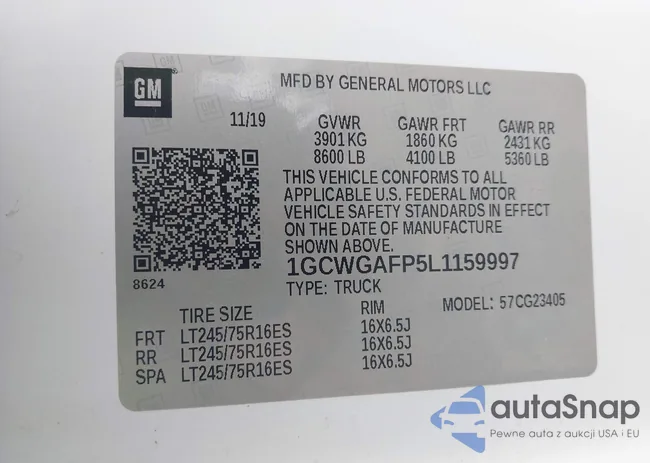 GM
MFD BY GENERAL MOTORS LLC
11/19
GVWR GAWR FRT GAWR RR
3901 KG 1860 KG 2431 KG
8600 LB 4100 LB 5360 LB
THIS VEHICLE CONFORMS TO ALL
APPLICABLE U.S. FEDERAL MOTOR
VEHICLE SAFETY STANDARDS IN EFFECT
ON THE DATE OF MANUFACTURE
SHOWN ABOVE.
8624
1GCWGAFP5L1159997
TYPE: TRUCK
MODEL: 57CG23405
TIRE SIZE RIM
FRT LT245/75R16ES 16X6.5J
RR LT245/75R16ES 16X6.5J
SPA LT245/75R16ES 16X6.5J
autaSnap
Pewne auta z aukcji USA i EU